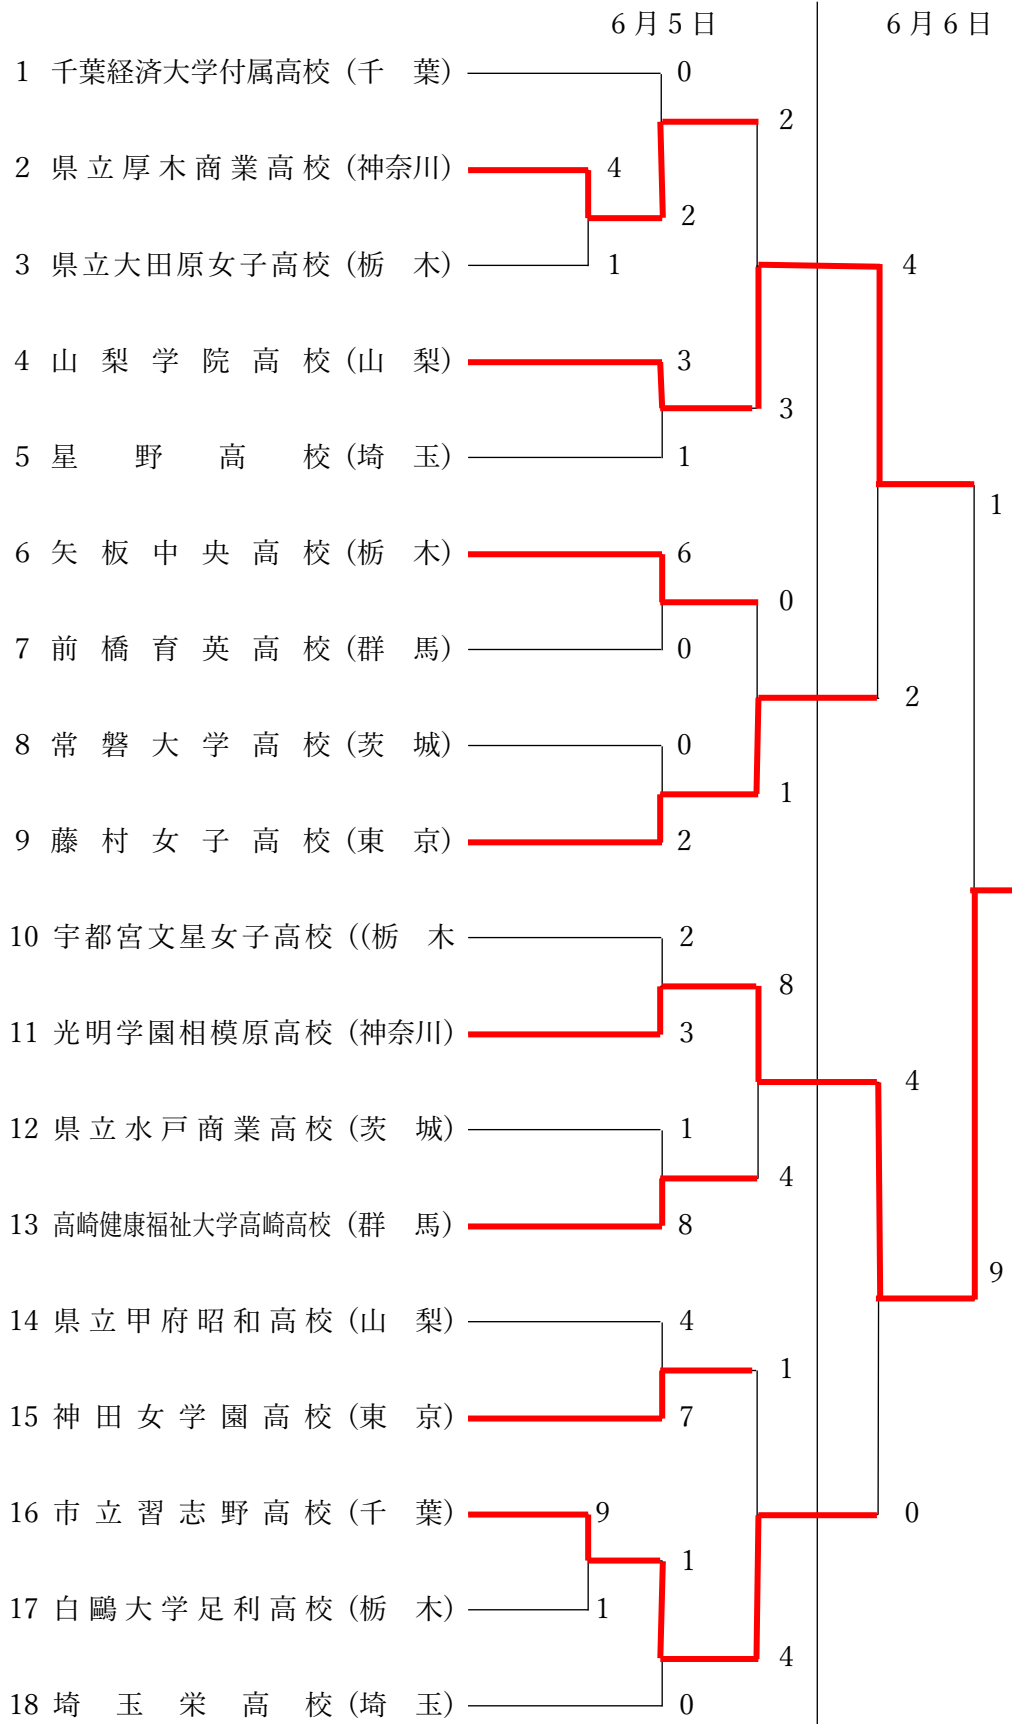 6月5日 6月6日
1 千葉経済大学付属高校 (千 葉) 0
2
2 県立厚木商業高校 (神奈川) 4
2
3 県立大田原女子高校 (栃 木) 1
4
4 山梨学院高校 (山 梨) 3
3
5 星野高校 (埼 玉) 1
1
6 矢板中央高校 (栃 木) 6
0
7 前橋育英高校 (群 馬) 0
2
8 常磐大学高校 (茨 城) 0
1
9 藤村女子高校 (東 京) 2
10 宇都宮文星女子高校 ((栃 木 2
8
11 光明学園相模原高校 (神奈川) 3
4
12 県立水戸商業高校 (茨 城) 1
4
13 高崎健康福祉大学高崎高校 (群 馬) 8
9
14 県立甲府昭和高校 (山 梨) 4
1
15 神田女学園高校 (東 京) 7
16 市立習志野高校 (千 葉) 9
0
1
17 白鷗大学足利高校 (栃 木) 1
4
18 埼玉栄高校 (埼 玉) 0